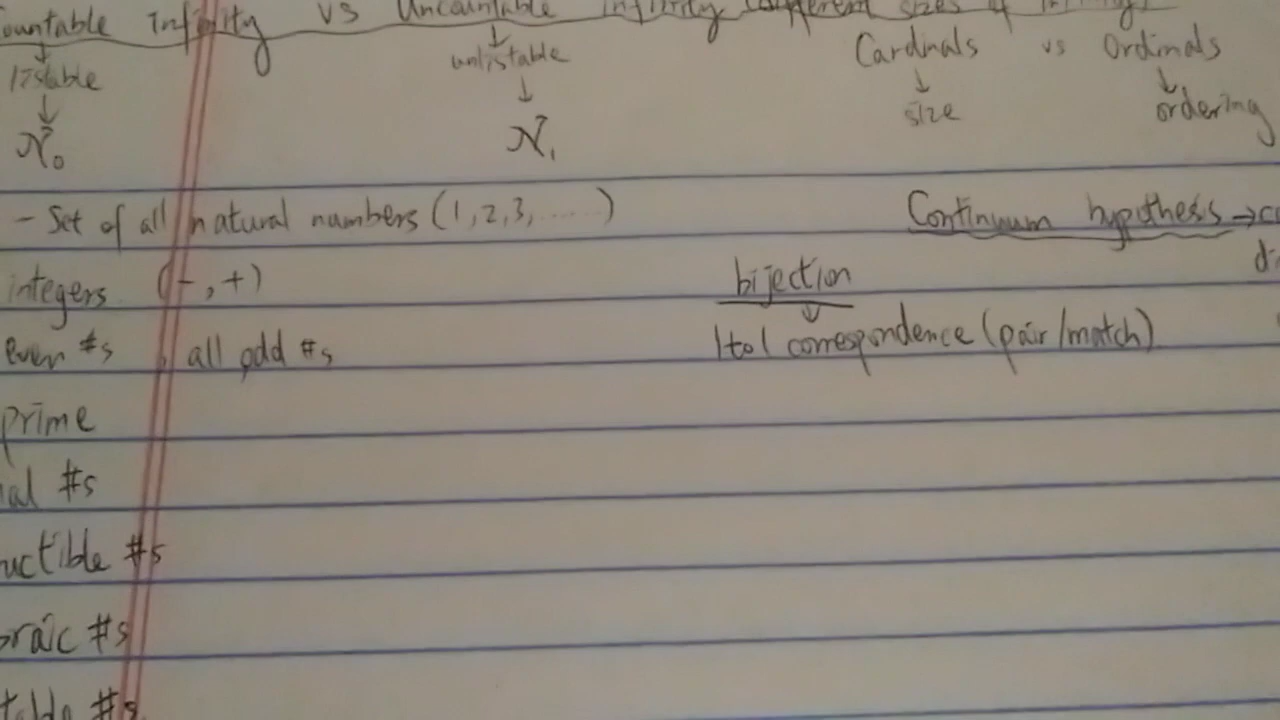 ountable infinity vs Uncountable infinity (different sizes of infinity)
Cardinals vs Ordinals
listable unlistable
size ordering
ℵ₀ ℵ₁
- Set of all natural numbers (1,2,3,......)
Continuum hypothesis →
integers (-,+)
bijection
even #s, all odd #s
1 to 1 correspondence (pair/match)
prime
al #s
uctible #s
raic #s
table #s